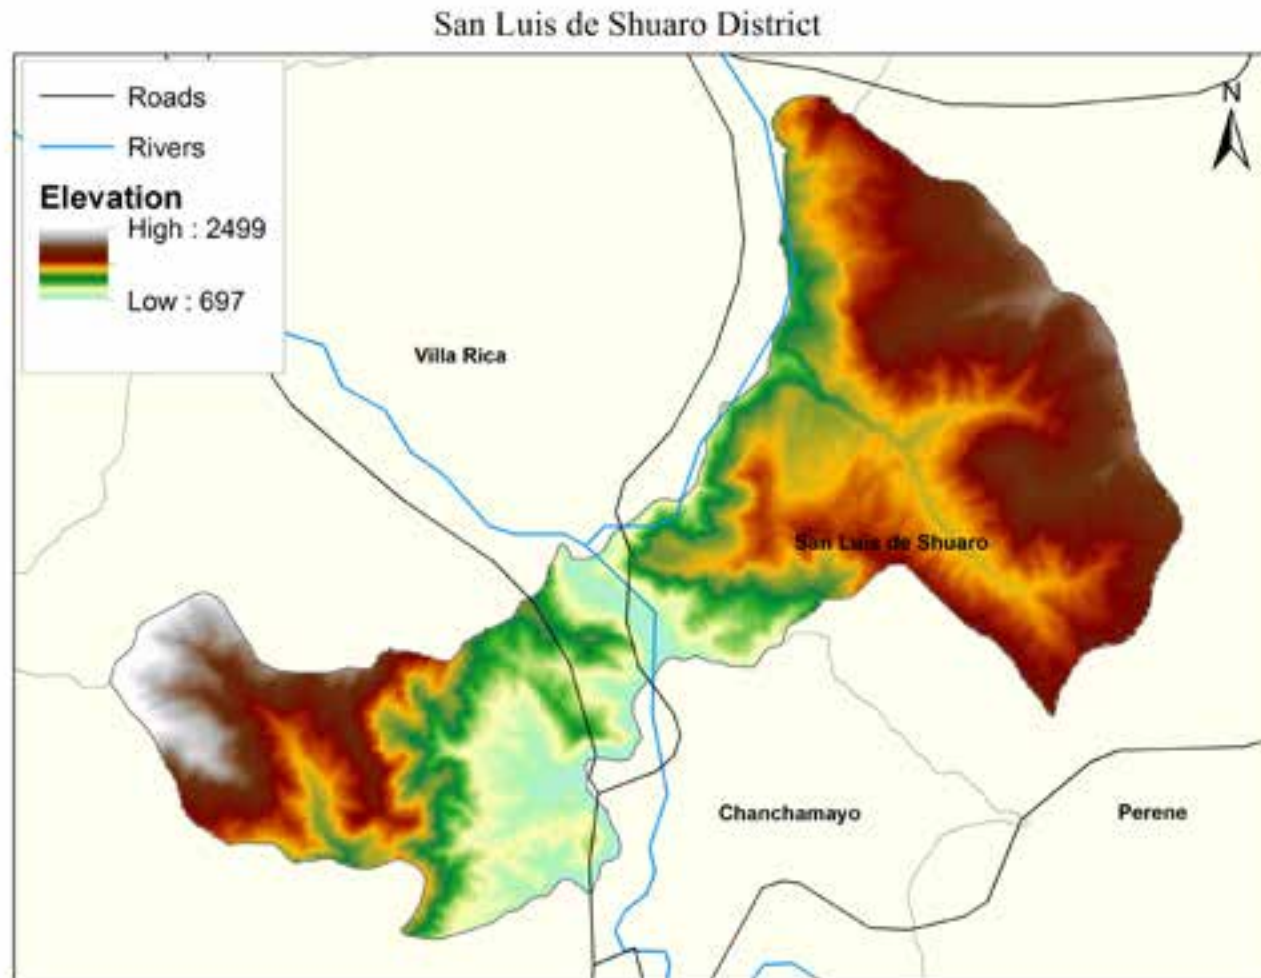 San Luis de Shuaro District
Roads
Rivers
Elevation
High : 2499
Low : 697
N
Villa Rica
San Luis de Shuaro
Chanchamayo
Perene